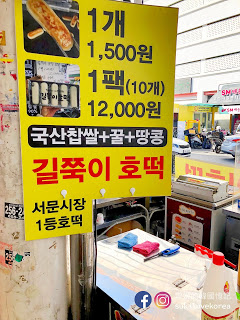 1개
1,500원
1팩(10개)
12,000원
국산찹쌀+꿀+땅콩
길쭉이 호떡
서문시장
1등호떡